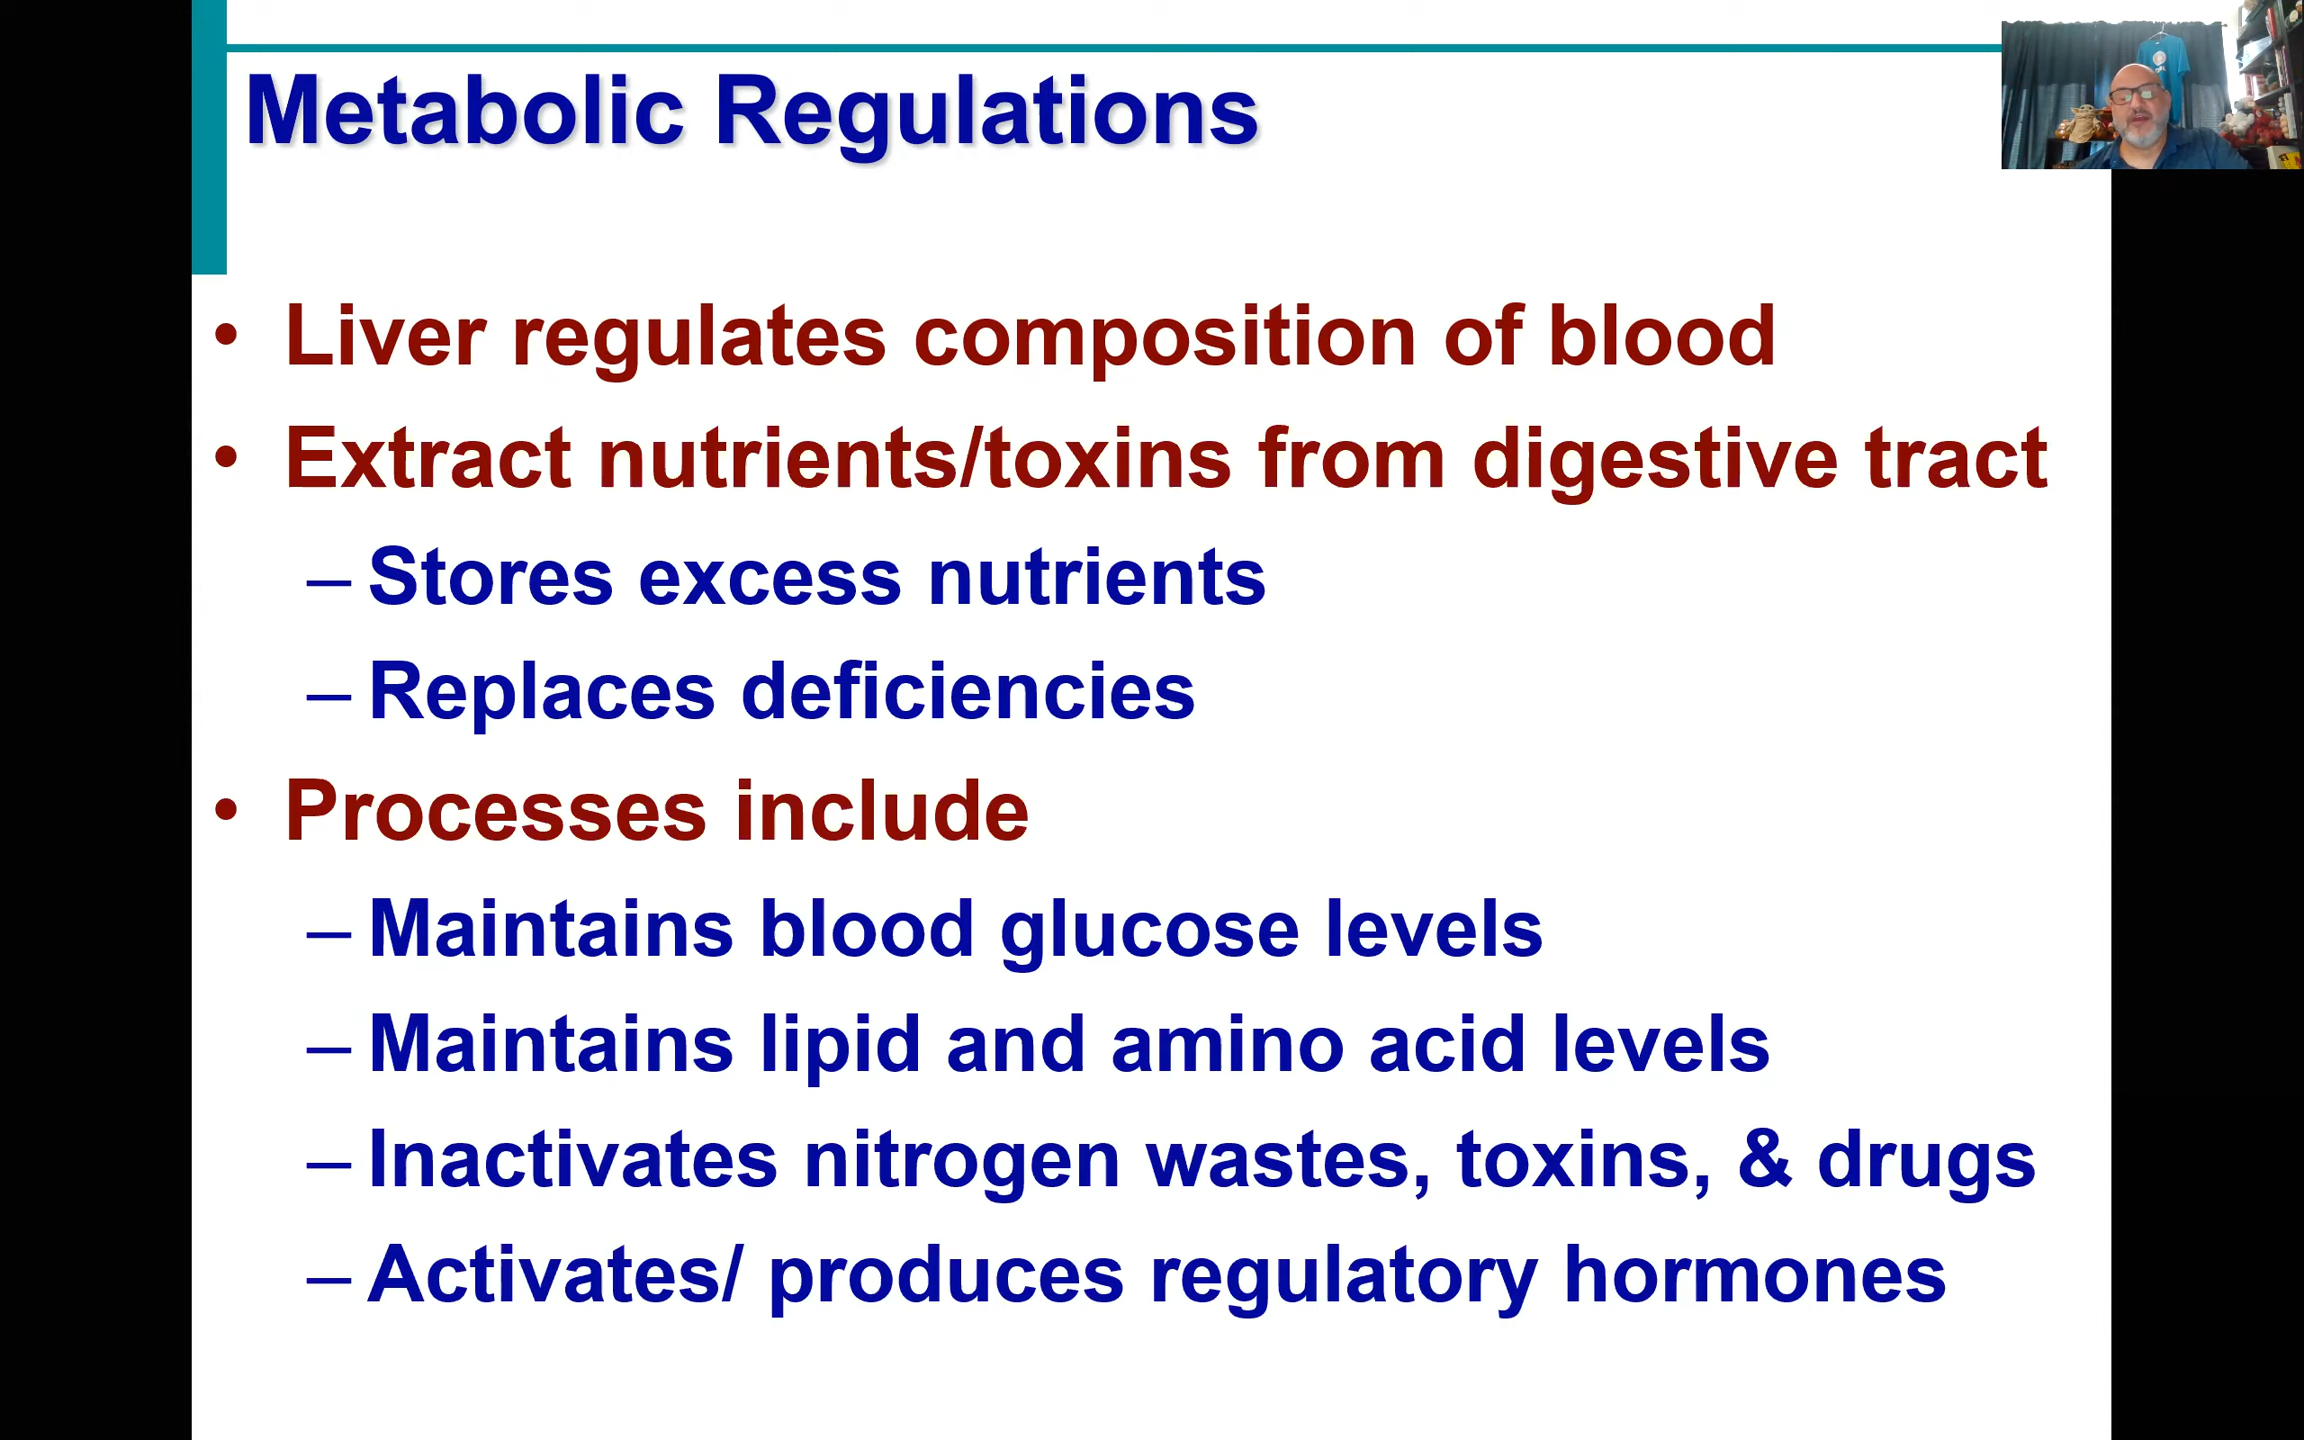 Metabolic Regulations
• Liver regulates composition of blood
• Extract nutrients/toxins from digestive tract
– Stores excess nutrients
– Replaces deficiencies
• Processes include
– Maintains blood glucose levels
– Maintains lipid and amino acid levels
– Inactivates nitrogen wastes, toxins, & drugs
– Activates/ produces regulatory hormones